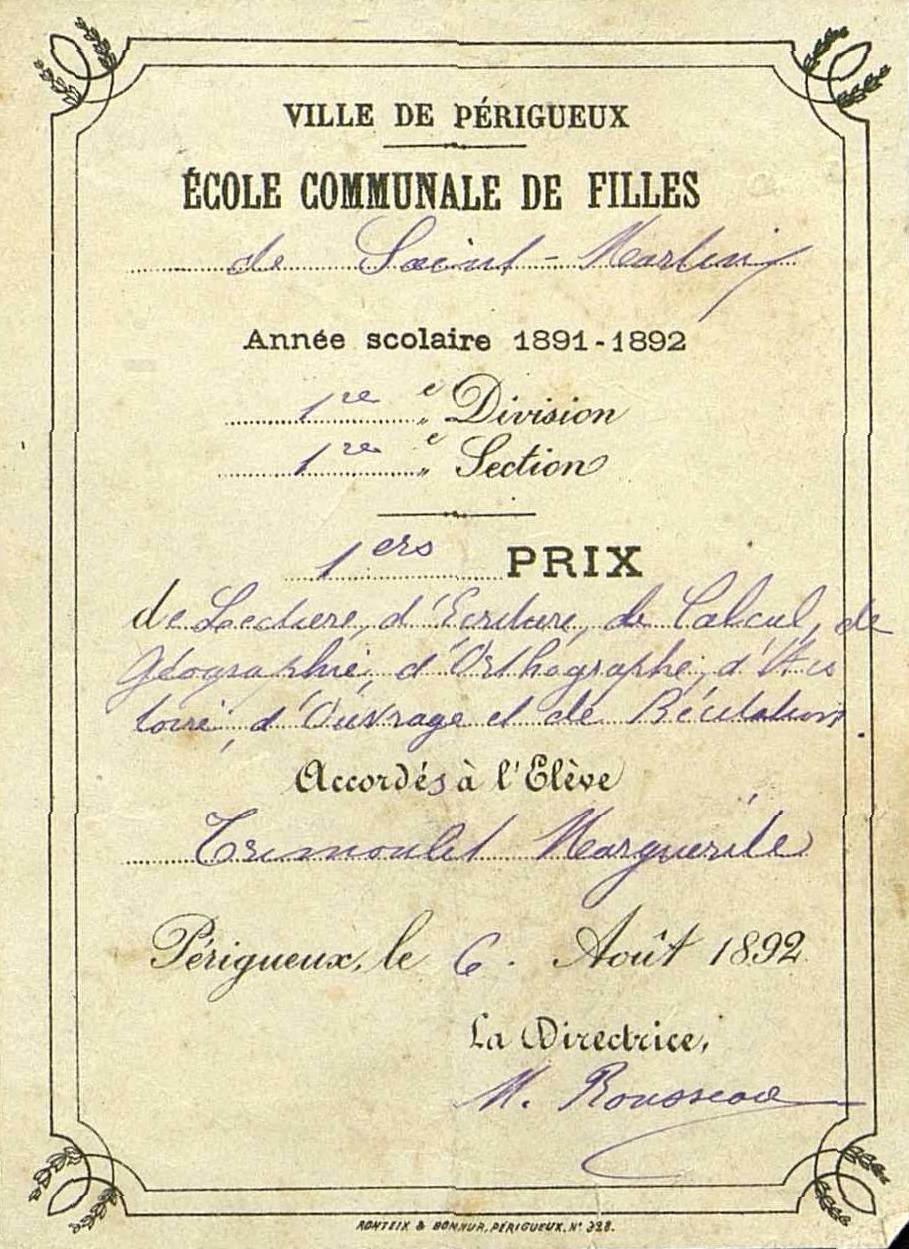 VILLE DE PÉRIGUEUX
ÉCOLE COMMUNALE DE FILLES
de Saint-Martin
Année scolaire 1891-1892
1re e Division
1re e Section
1ers PRIX
de Lecture, d'Ecriture, de Calcul, de
Géographie, d'Orthographe, d'His
toire, d'Ouvrage et de Récitation.
Accordés à l'Elève
Trémoulet Marguerite
Périgueux, le 6. Août 1892
La Directrice,
M. Rousseau
RONTEIX & BONNUR, PÉRIGUEUX, N° 328.